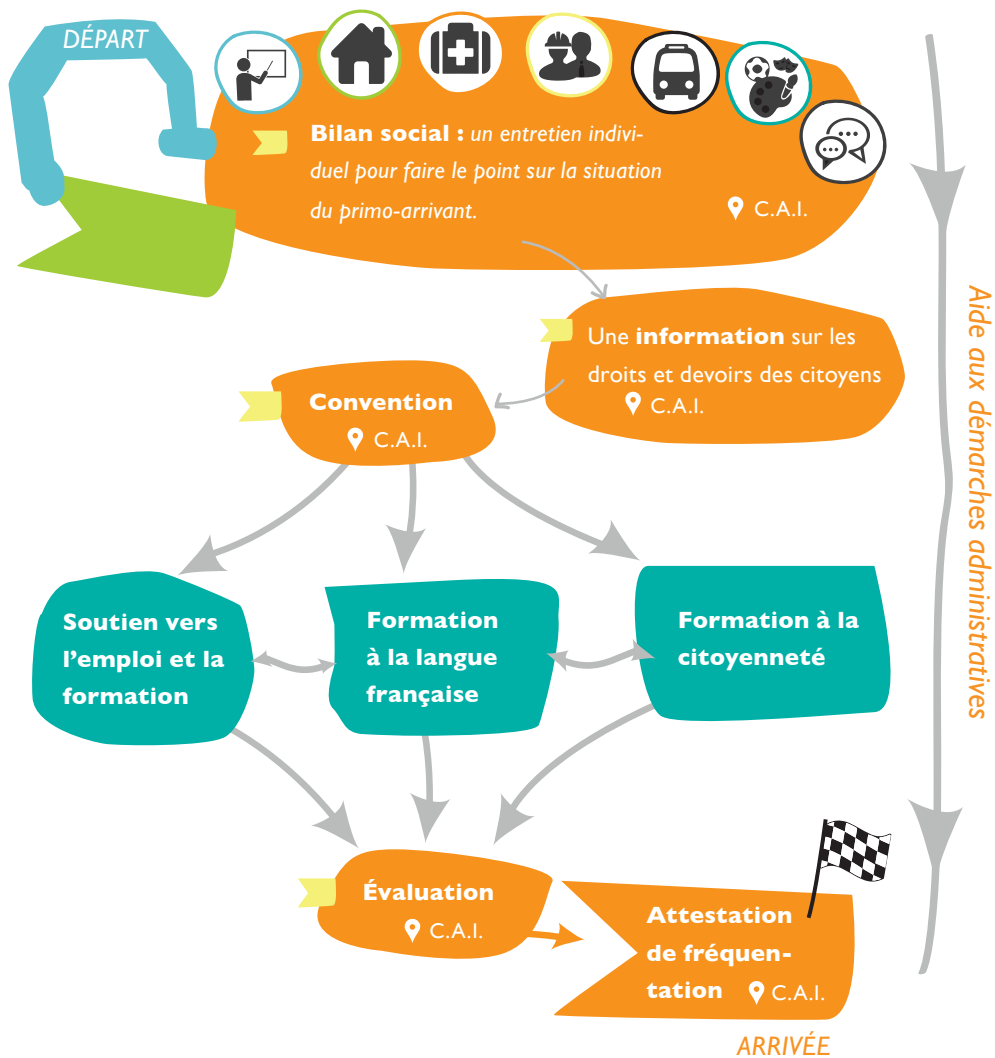 DÉPART
Bilan social : un entretien indivi-
duel pour faire le point sur la situation
du primo-arrivant.
C.A.I.
Une information sur les
droits et devoirs des citoyens
C.A.I.
Convention
C.A.I.
Aide aux démarches administratives
Soutien vers
l'emploi et la
formation
Formation
à la langue
française
Formation à la
citoyenneté
Évaluation
C.A.I.
Attestation
de fréquen-
tation C.A.I.
ARRIVÉE